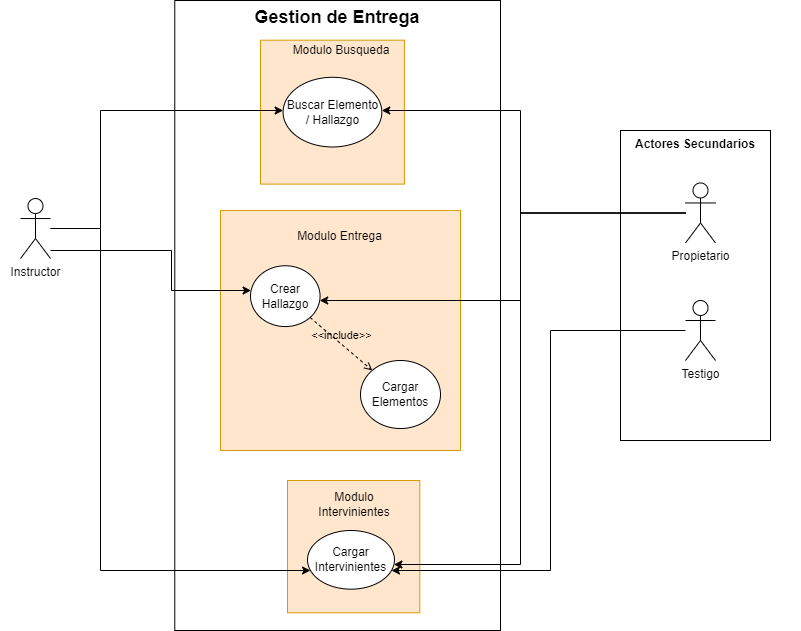 Gestion de Entrega
Modulo Busqueda
Buscar Elemento
/ Hallazgo
Actores Secundarios
Propietario
Instructor
Modulo Entrega
Crear
Hallazgo
<<include>>
Cargar
Elementos
Testigo
Modulo
Intervinientes
Cargar
Intervinientes